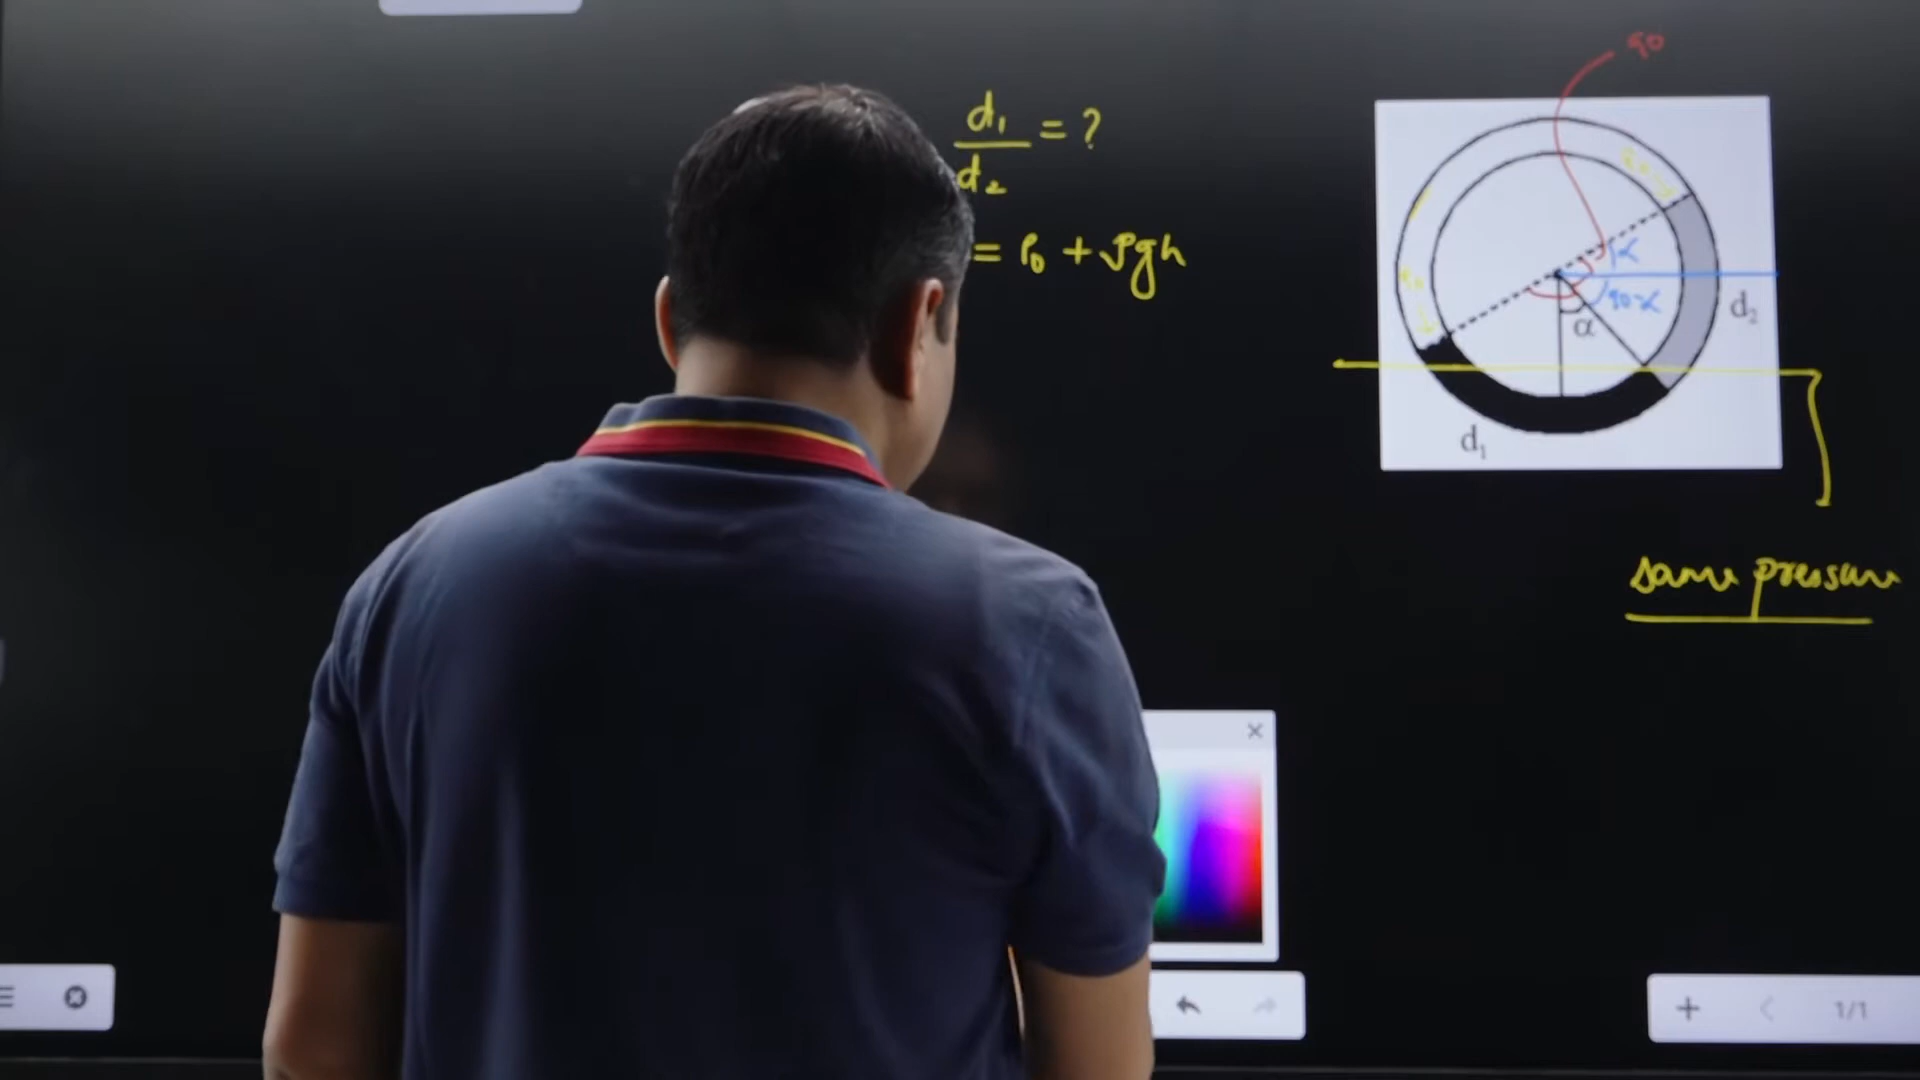 90
d₁/d₂ = ?
= P₀ + ρgh
α
90-α
α
d₂
d₁
same pressure
1/1